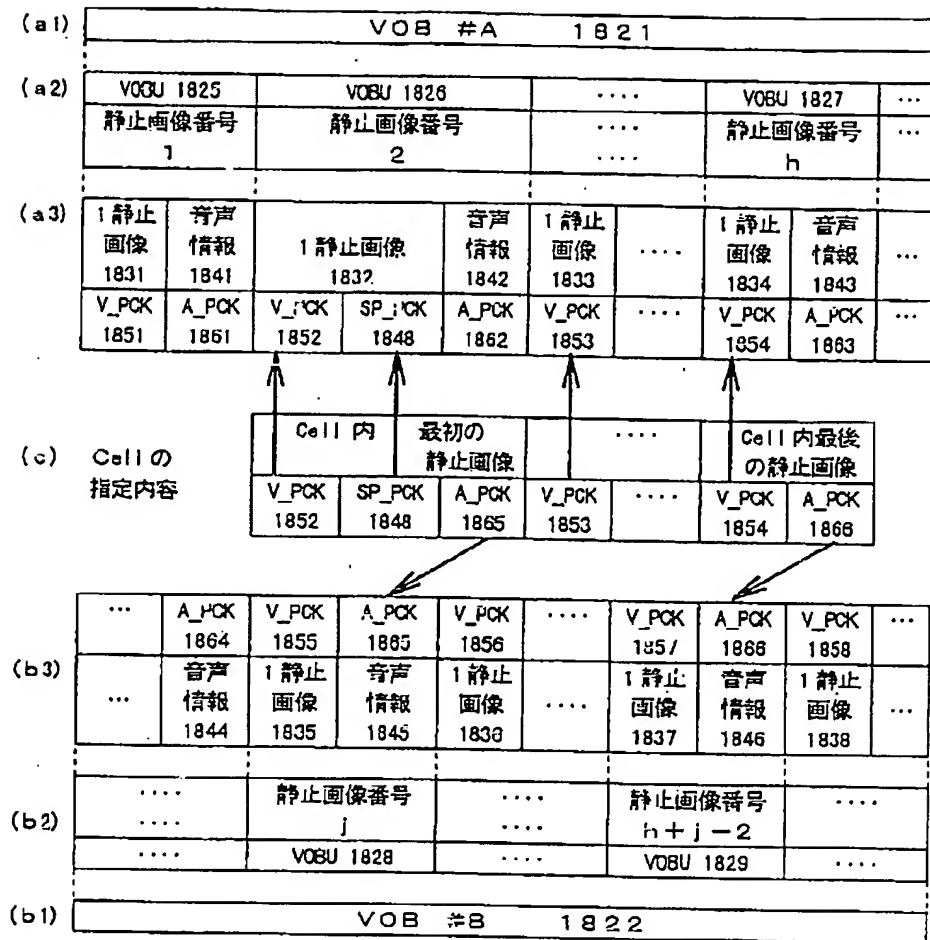 (a1) VOB #A 1821
(a2) VOBU 1825 VOBU 1826 ···· VOBU 1827 ···
静止画像番号 静止画像番号 ···· 静止画像番号 ···
1 2 ···· h
(a3) 1静止 音声 音声 1静止 1静止 音声
画像 情報 1静止画像 情報 画像 ···· 画像 情報 ···
1831 1841 1832 1842 1833 1834 1843
V_PCK A_PCK V_PCK SP_PCK A_PCK V_PCK ···· V_PCK A_PCK ···
1851 1861 1852 1848 1862 1853 1854 1863
Cell内 最初の ···· Cell内最後
(c) Cellの 静止画像 の静止画像
指定内容 V_PCK SP_PCK A_PCK V_PCK ···· V_PCK A_PCK
1852 1848 1865 1853 1854 1866
··· A_PCK V_PCK A_PCK V_PCK ···· V_PCK A_PCK V_PCK ···
1864 1855 1865 1856 1857 1866 1858
(b3) 音声 1静止 音声 1静止 1静止 音声 1静止
··· 情報 画像 情報 画像 ···· 画像 情報 画像 ···
1844 1835 1845 1836 1837 1846 1838
···· 静止画像番号 ···· 静止画像番号 ····
(b2) ···· j ···· h+j−2
···· VOBU 1828 ···· VOBU 1829 ····
(b1) VOB #B 1822